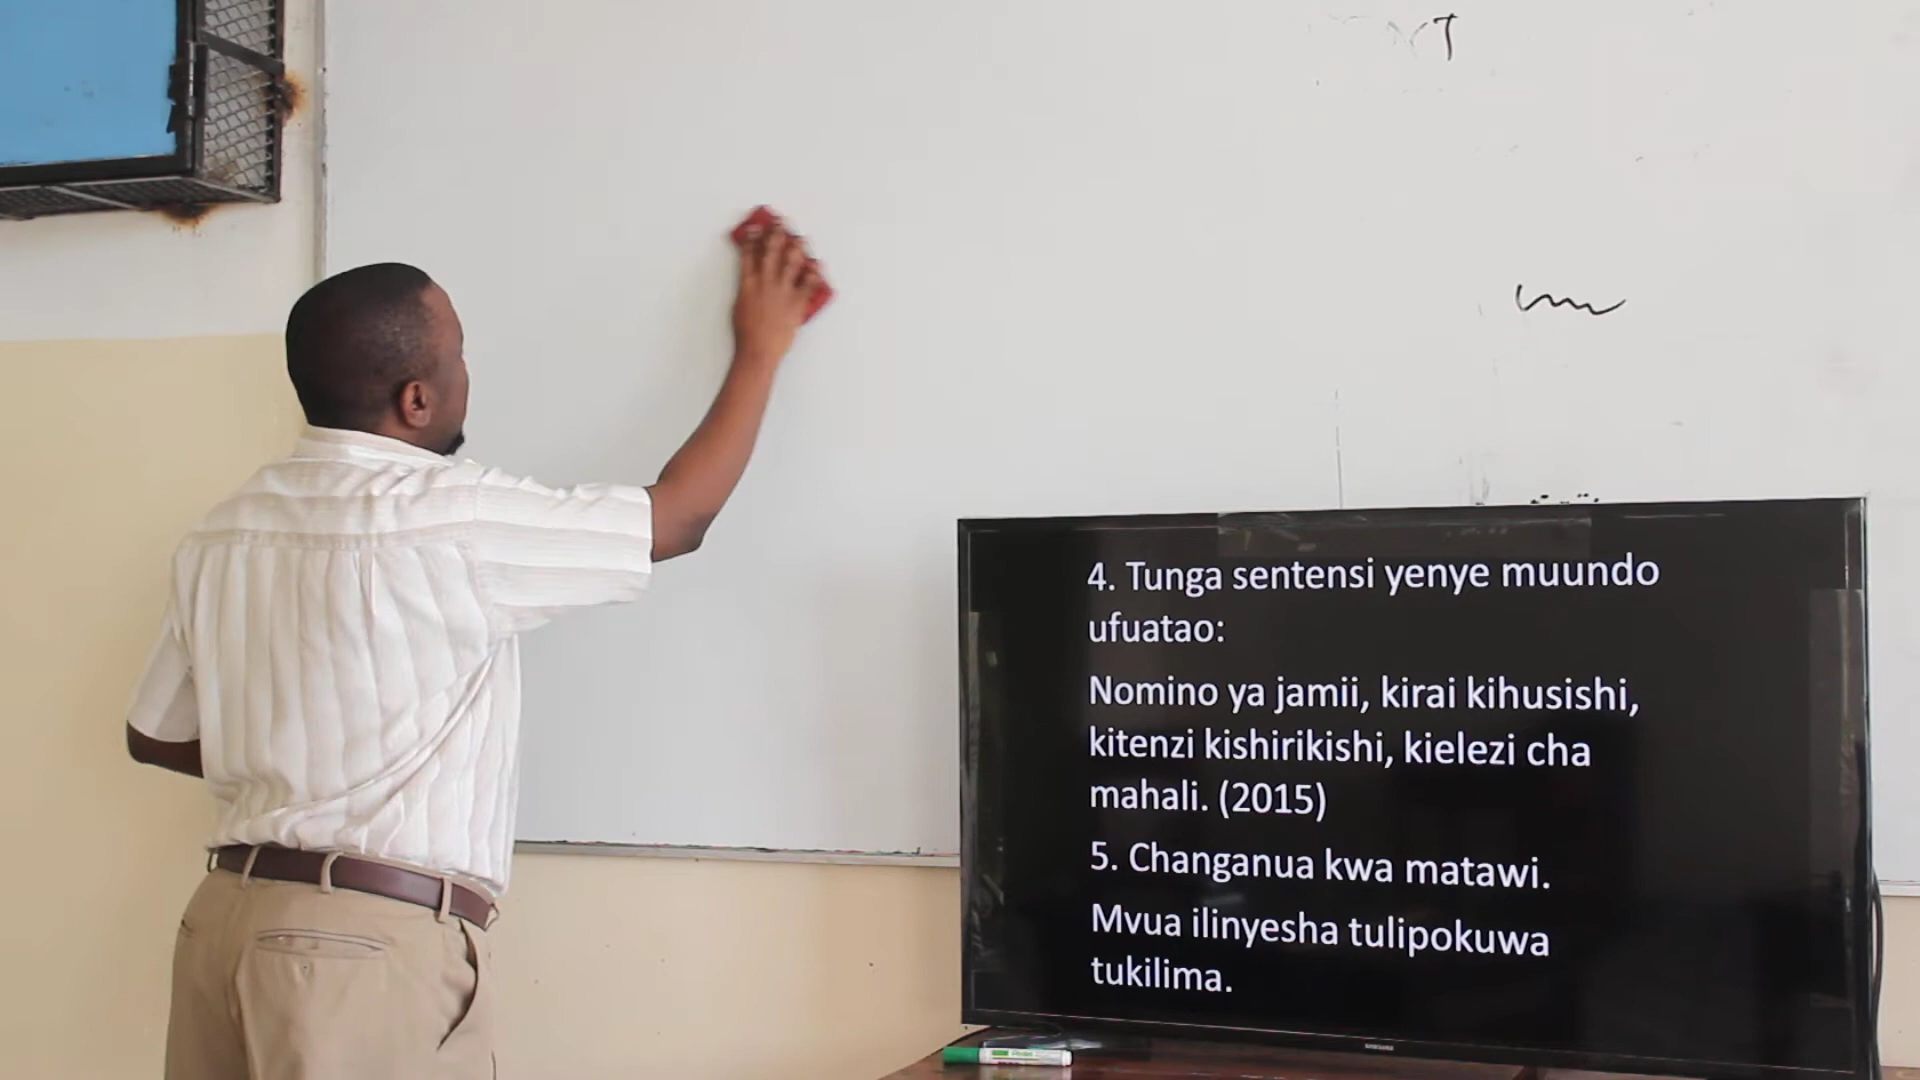 T
4. Tunga sentensi yenye muundo
ufuatao:
Nomino ya jamii, kirai kihusishi,
kitenzi kishirikishi, kielezi cha
mahali. (2015)
5. Changanua kwa matawi.
Mvua ilinyesha tulipokuwa
tukilima.
SAMSUNG